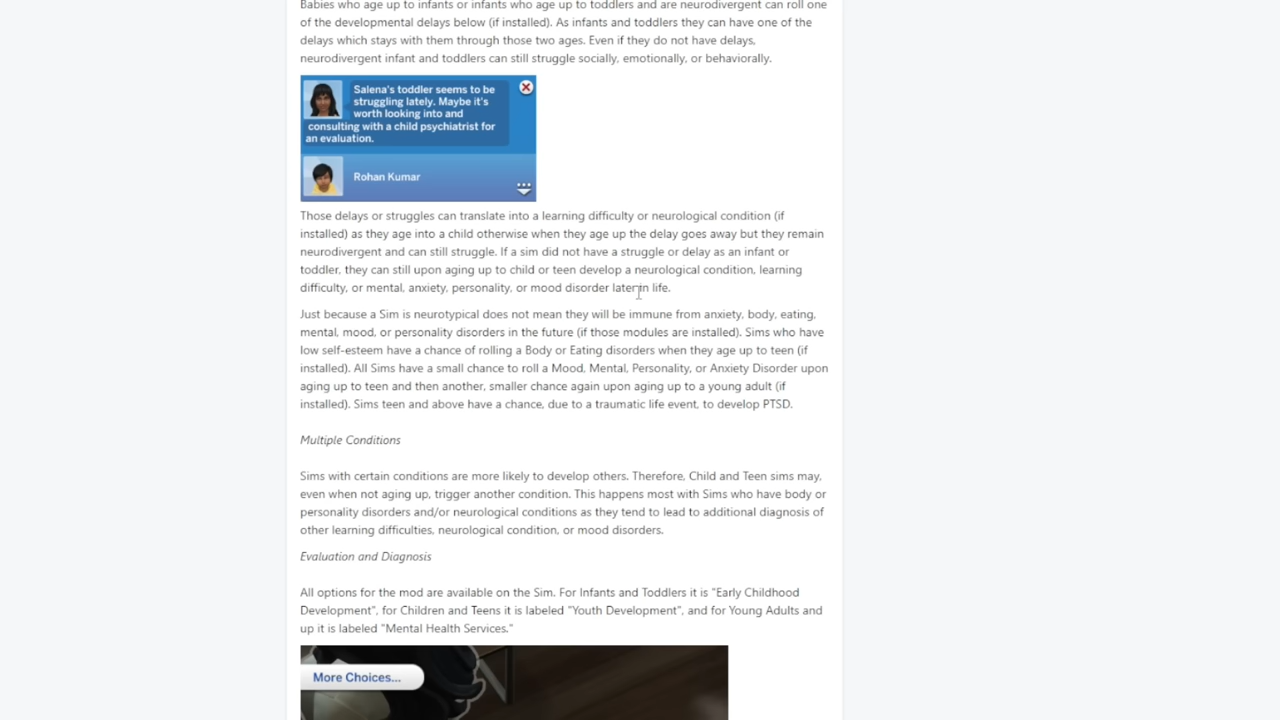 Babies who age up to infants or infants who age up to toddlers and are neurodivergent can roll one
of the developmental delays below (if installed). As infants and toddlers they can have one of the
delays which stays with them through those two ages. Even if they do not have delays,
neurodivergent infant and toddlers can still struggle socially, emotionally, or behaviorally.
Salena's toddler seems to be
struggling lately. Maybe it's
worth looking into and
consulting with a child psychiatrist for
an evaluation.
Rohan Kumar
Those delays or struggles can translate into a learning difficulty or neurological condition (if
installed) as they age into a child otherwise when they age up the delay goes away but they remain
neurodivergent and can still struggle. If a sim did not have a struggle or delay as an infant or
toddler, they can still upon aging up to child or teen develop a neurological condition, learning
difficulty, or mental, anxiety, personality, or mood disorder later in life.
Just because a Sim is neurotypical does not mean they will be immune from anxiety, body, eating,
mental, mood, or personality disorders in the future (if those modules are installed). Sims who have
low self-esteem have a chance of rolling a Body or Eating disorders when they age up to teen (if
installed). All Sims have a small chance to roll a Mood, Mental, Personality, or Anxiety Disorder upon
aging up to teen and then another, smaller chance again upon aging up to a young adult (if
installed). Sims teen and above have a chance, due to a traumatic life event, to develop PTSD.
Multiple Conditions
Sims with certain conditions are more likely to develop others. Therefore, Child and Teen sims may,
even when not aging up, trigger another condition. This happens most with Sims who have body or
personality disorders and/or neurological conditions as they tend to lead to additional diagnosis of
other learning difficulties, neurological condition, or mood disorders.
Evaluation and Diagnosis
All options for the mod are available on the Sim. For Infants and Toddlers it is "Early Childhood
Development", for Children and Teens it is labeled "Youth Development", and for Young Adults and
up it is labeled "Mental Health Services."
More Choices...